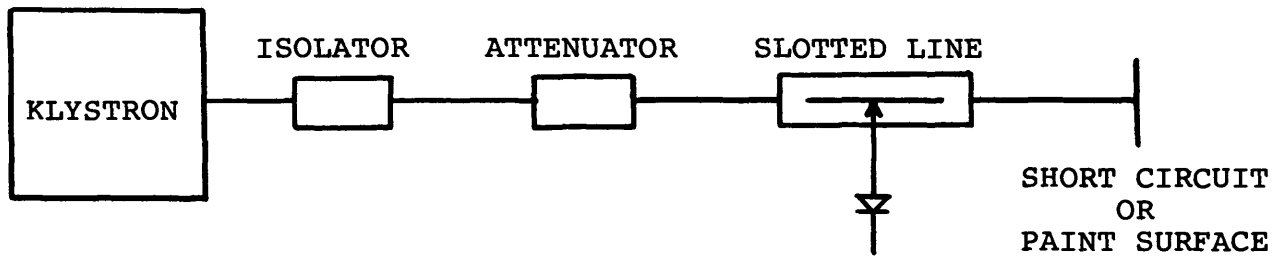 ISOLATOR
ATTENUATOR
SLOTTED LINE
KLYSTRON
SHORT CIRCUIT
OR
PAINT SURFACE